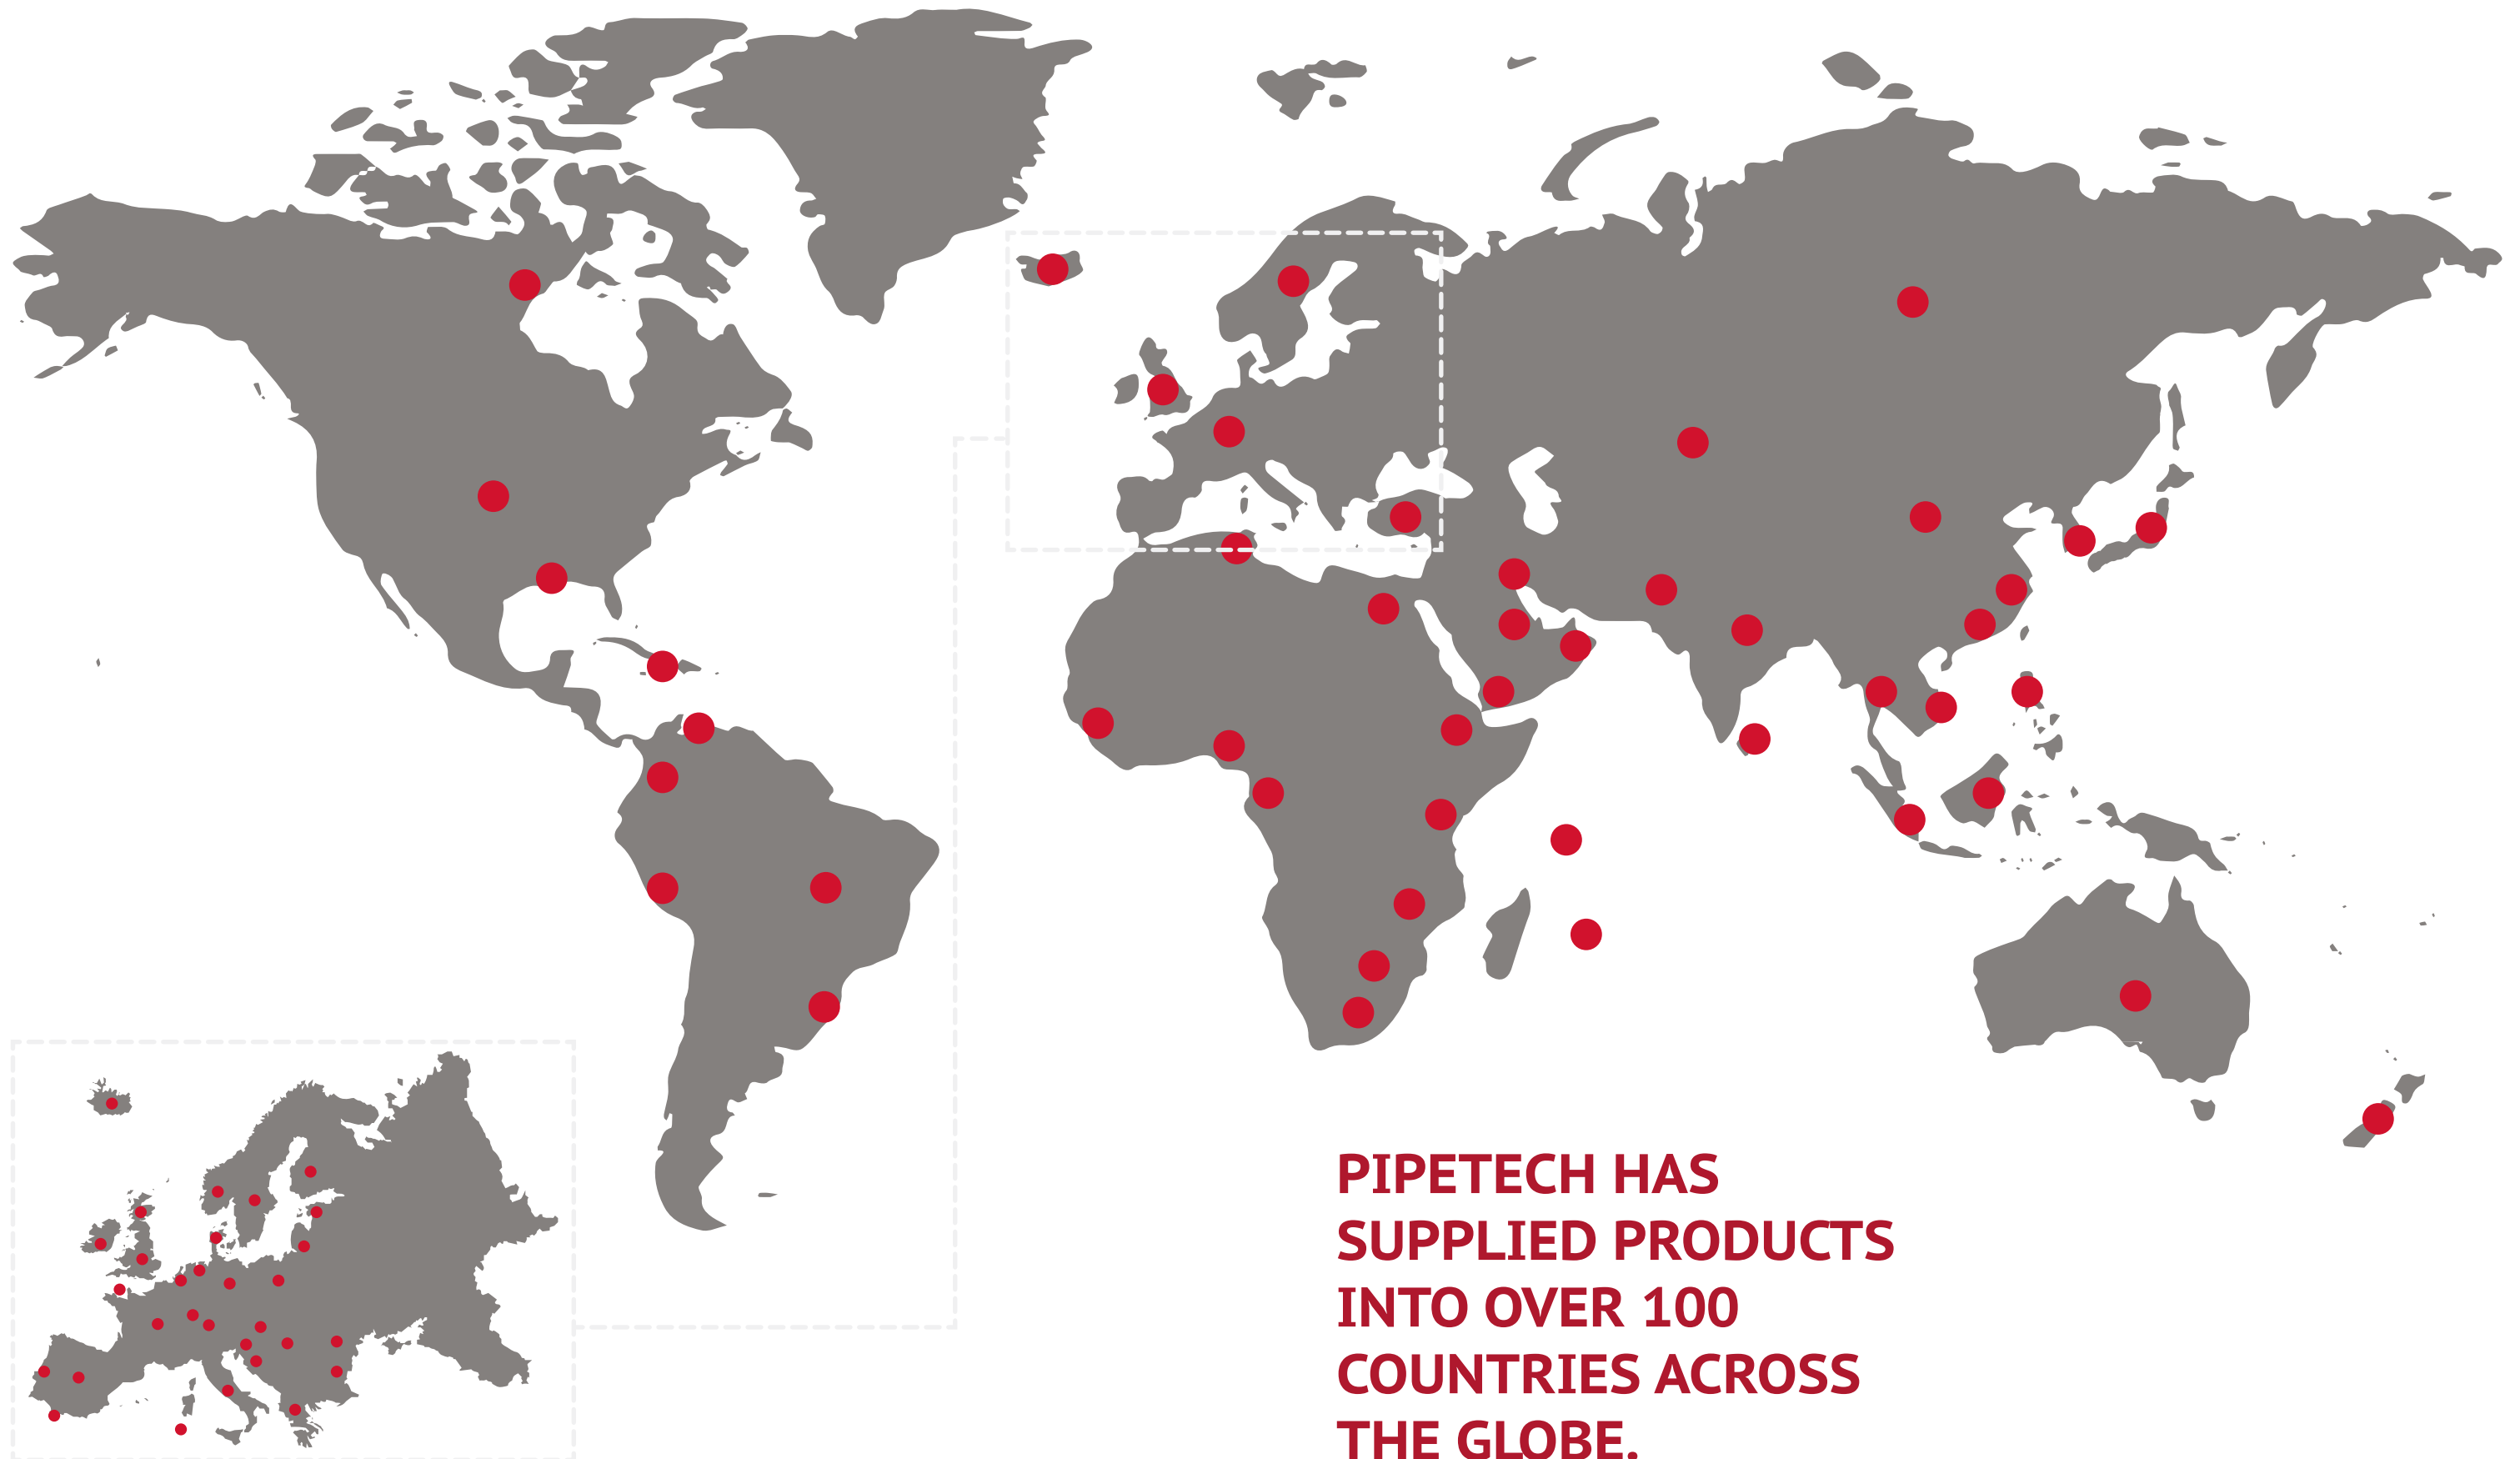 PIPETECH HAS
SUPPLIED PRODUCTS
INTO OVER 100
COUNTRIES ACROSS
THE GLOBE.